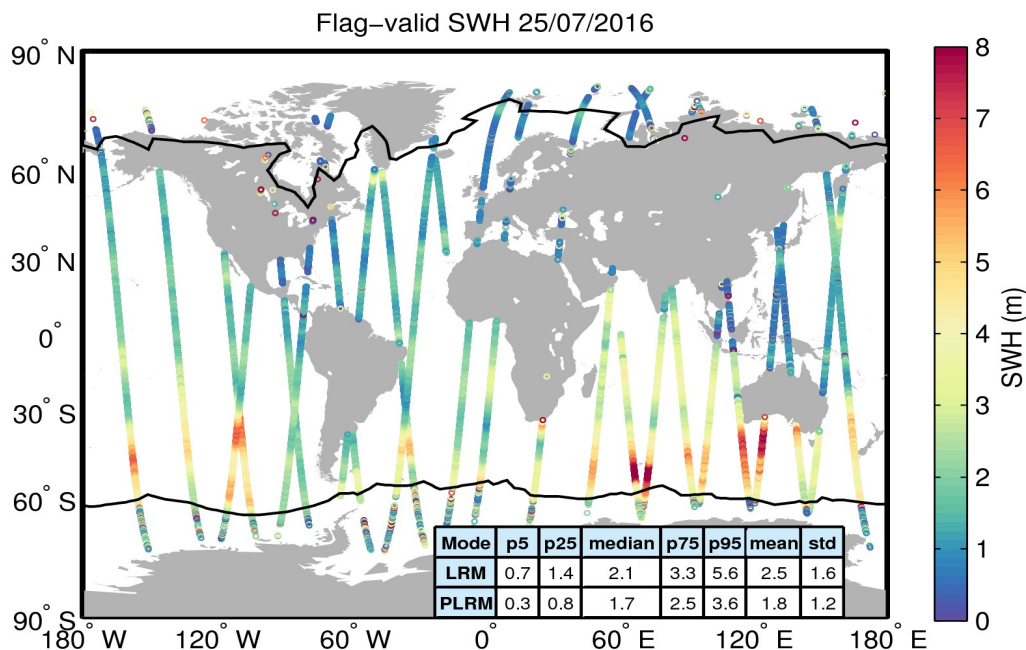 Flag–valid SWH 25/07/2016
90° N
60° N
30° N
0°
30° S
60° S
90° S
180° W
120° W
60° W
0°
60° E
120° E
180° E
8
7
6
5
4
3
2
1
0
SWH (m)
Mode p5 p25 median p75 p95 mean std
LRM 0.7 1.4 2.1 3.3 5.6 2.5 1.6
PLRM 0.3 0.8 1.7 2.5 3.6 1.8 1.2